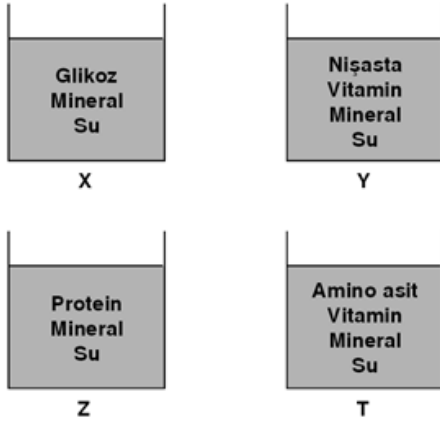 Glikoz
Mineral
Su
X
Nişasta
Vitamin
Mineral
Su
Y
Protein
Mineral
Su
Z
Amino asit
Vitamin
Mineral
Su
T